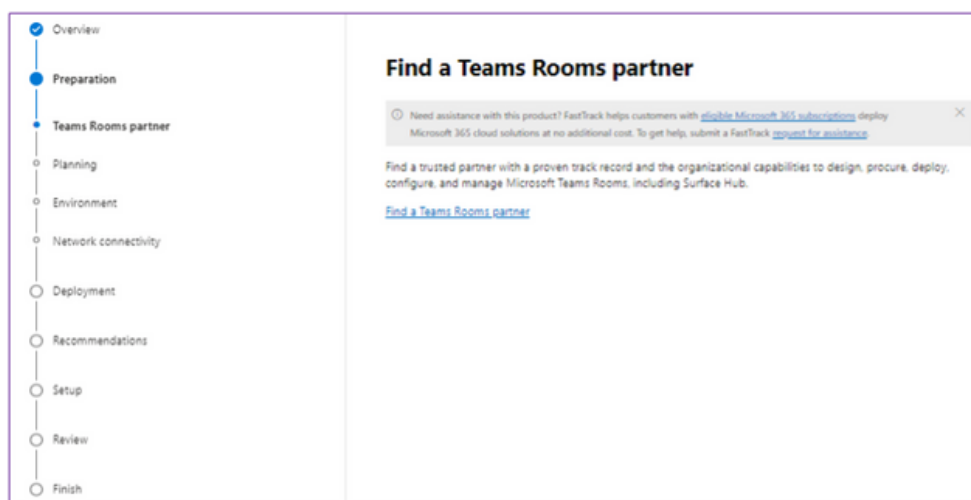 Overview
Preparation
Teams Rooms partner
Planning
Environment
Network connectivity
Deployment
Recommendations
Setup
Review
Finish
Find a Teams Rooms partner
Need assistance with this product? FastTrack helps customers with eligible Microsoft 365 subscriptions deploy
Microsoft 365 cloud solutions at no additional cost. To get help, submit a FastTrack request for assistance.
Find a trusted partner with a proven track record and the organizational capabilities to design, procure, deploy,
configure, and manage Microsoft Teams Rooms, including Surface Hub.
Find a Teams Rooms partner